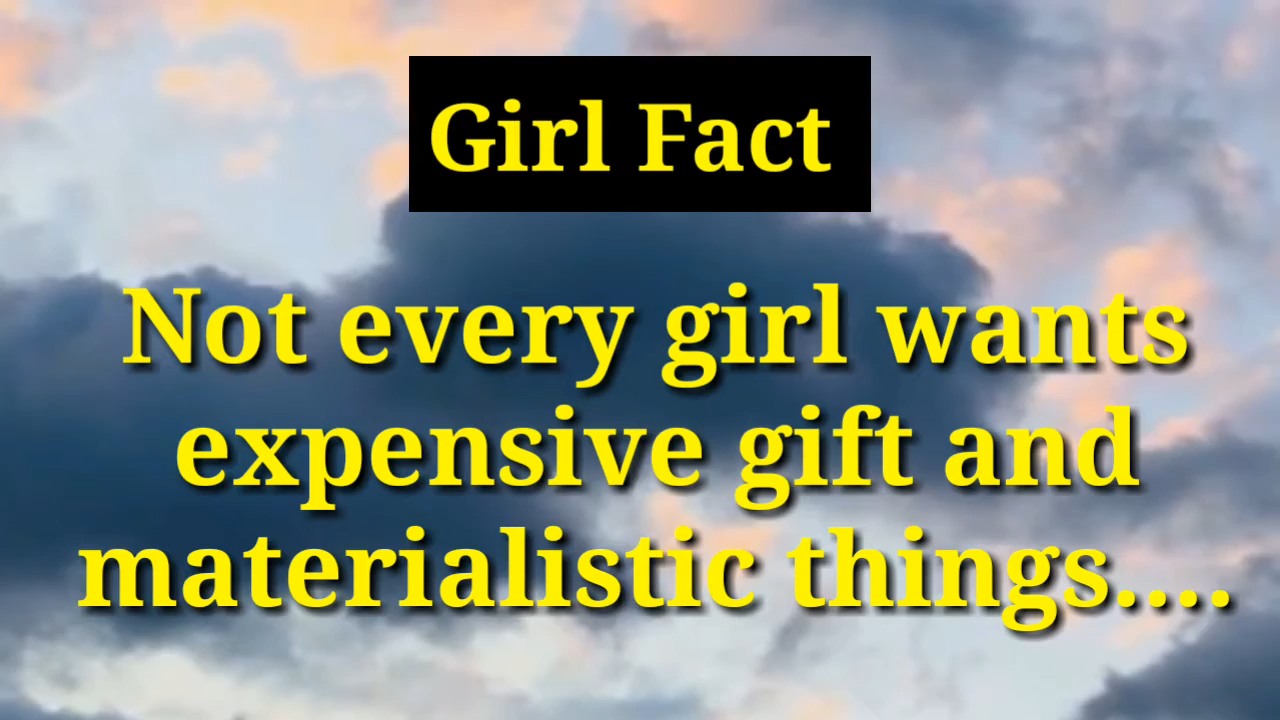 Girl Fact
Not every girl wants
expensive gift and
materialistic things....